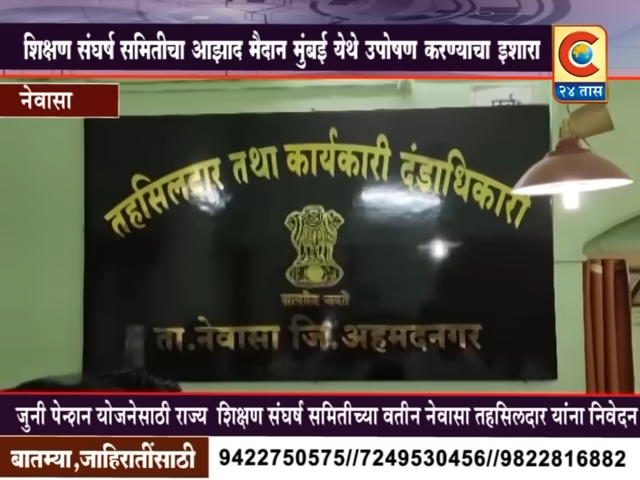 शिक्षण संघर्ष समितीचा आझाद मैदान मुंबई येथे उपोषण करण्याचा इशारा
C
२४ तास
नेवासा
तहसिलदार तथा कार्यकारी दंडाधिकारी
सत्यमेव जयते
ता.नेवासा जि.अहमदनगर
जुनी पेन्शन योजनेसाठी राज्य शिक्षण संघर्ष समितीच्या वतीन नेवासा तहसिलदार यांना निवेदन
बातम्या,जाहिरातींसाठी
9422750575//7249530456//9822816882